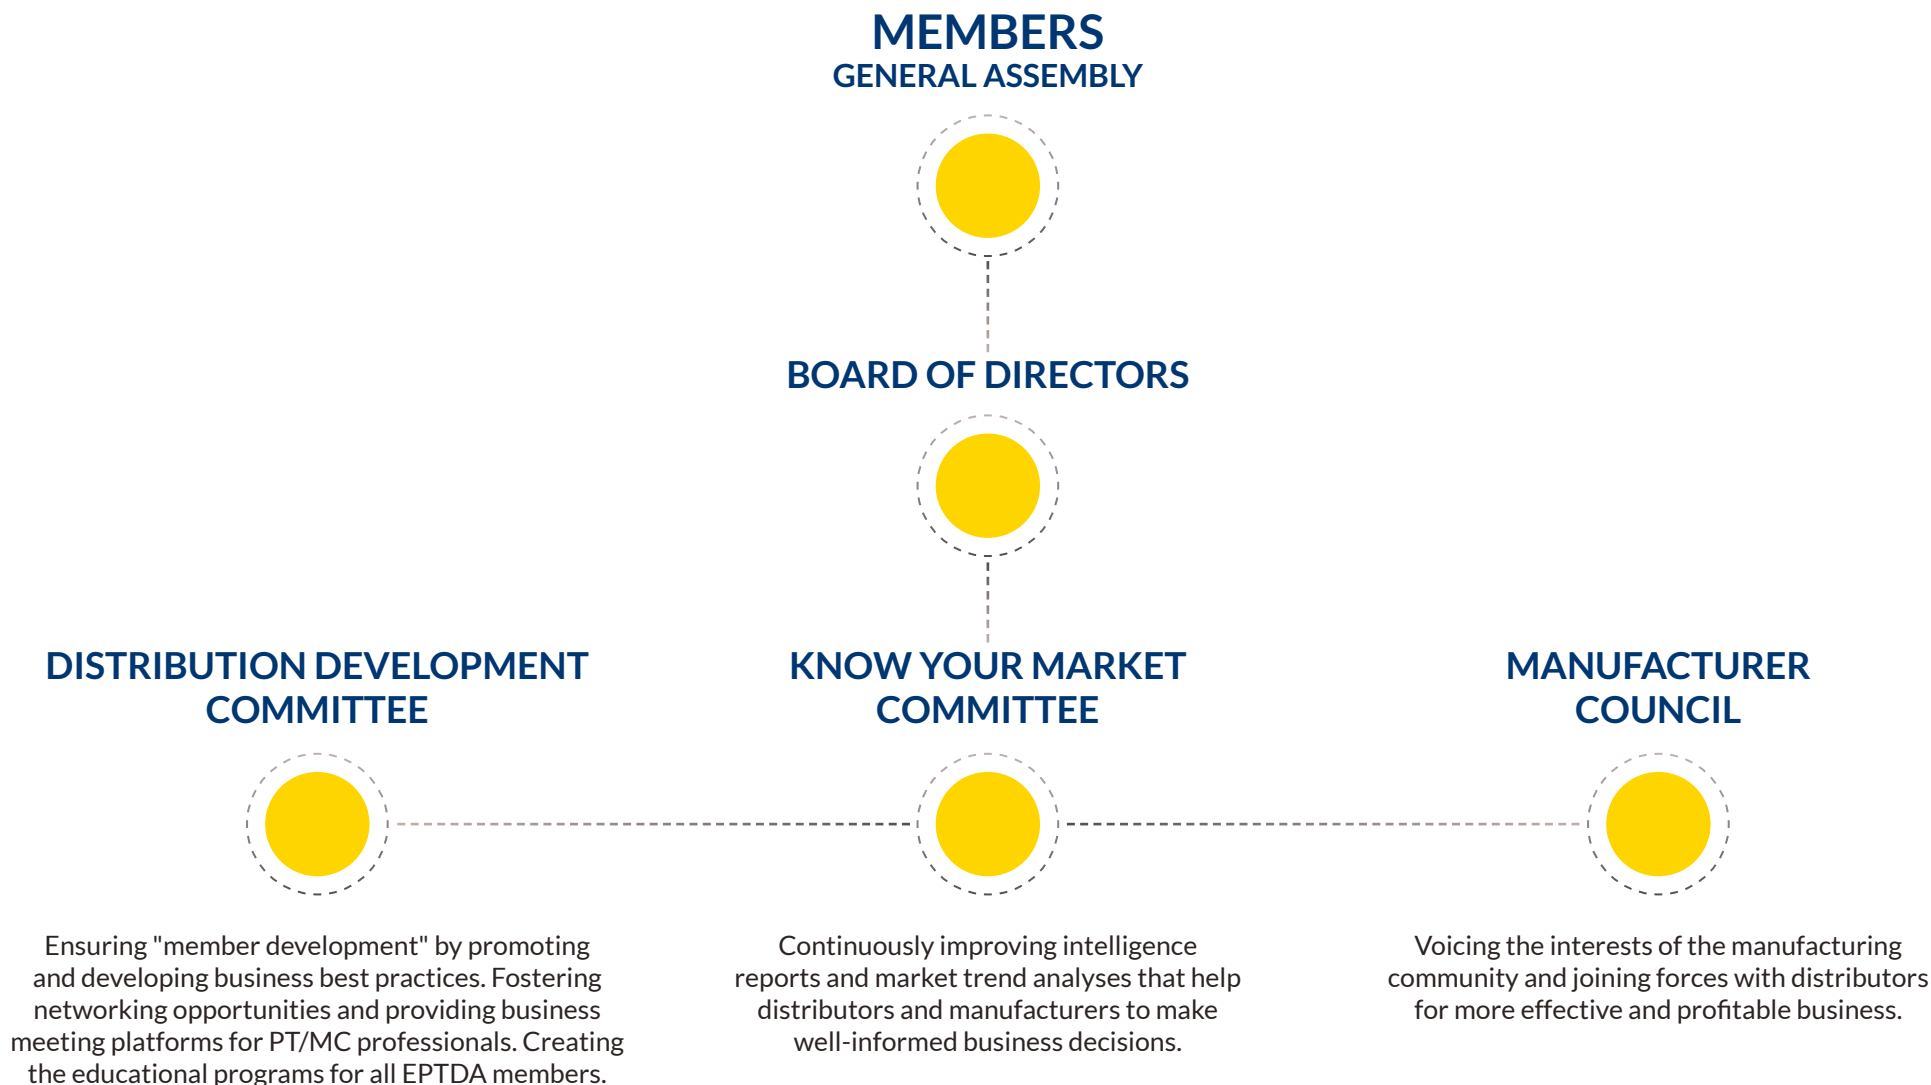 MEMBERS
GENERAL ASSEMBLY
BOARD OF DIRECTORS
DISTRIBUTION DEVELOPMENT
COMMITTEE
KNOW YOUR MARKET
COMMITTEE
MANUFACTURER
COUNCIL
Ensuring "member development" by promoting
and developing business best practices. Fostering
networking opportunities and providing business
meeting platforms for PT/MC professionals. Creating
the educational programs for all EPTDA members.
Continuously improving intelligence
reports and market trend analyses that help
distributors and manufacturers to make
well-informed business decisions.
Voicing the interests of the manufacturing
community and joining forces with distributors
for more effective and profitable business.